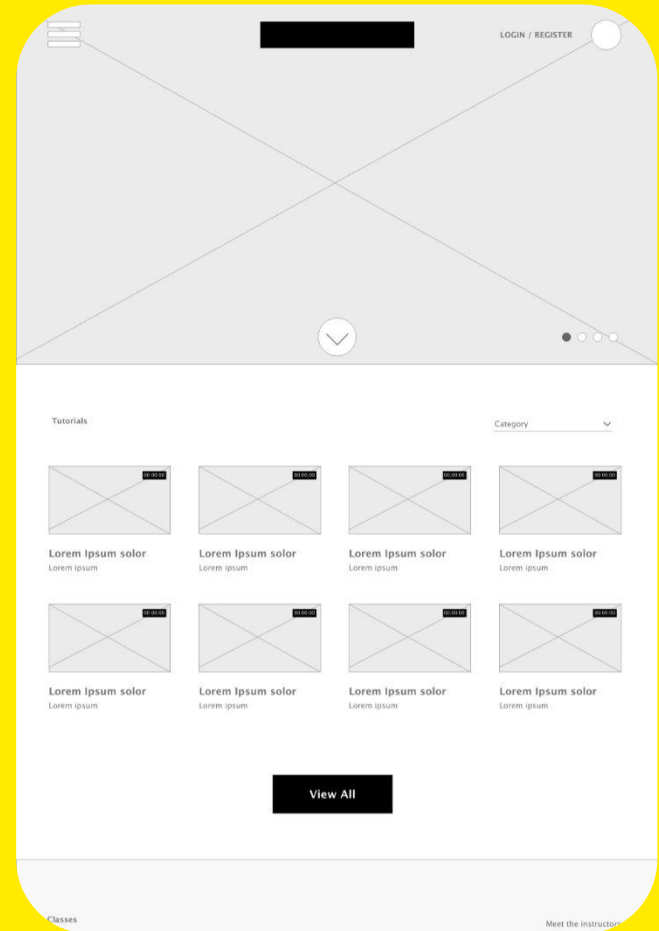 LOGIN / REGISTER
Tutorials
Category
00:00:00 00:00:00 00:00:00 00:00:00
Lorem Ipsum solor Lorem Ipsum solor Lorem Ipsum solor Lorem Ipsum solor
Lorem ipsum Lorem ipsum Lorem ipsum Lorem ipsum
00:00:00 00:00:00 00:00:00 00:00:00
Lorem Ipsum solor Lorem Ipsum solor Lorem Ipsum solor Lorem Ipsum solor
Lorem ipsum Lorem ipsum Lorem ipsum Lorem ipsum
View All
Classes
Meet the instructors